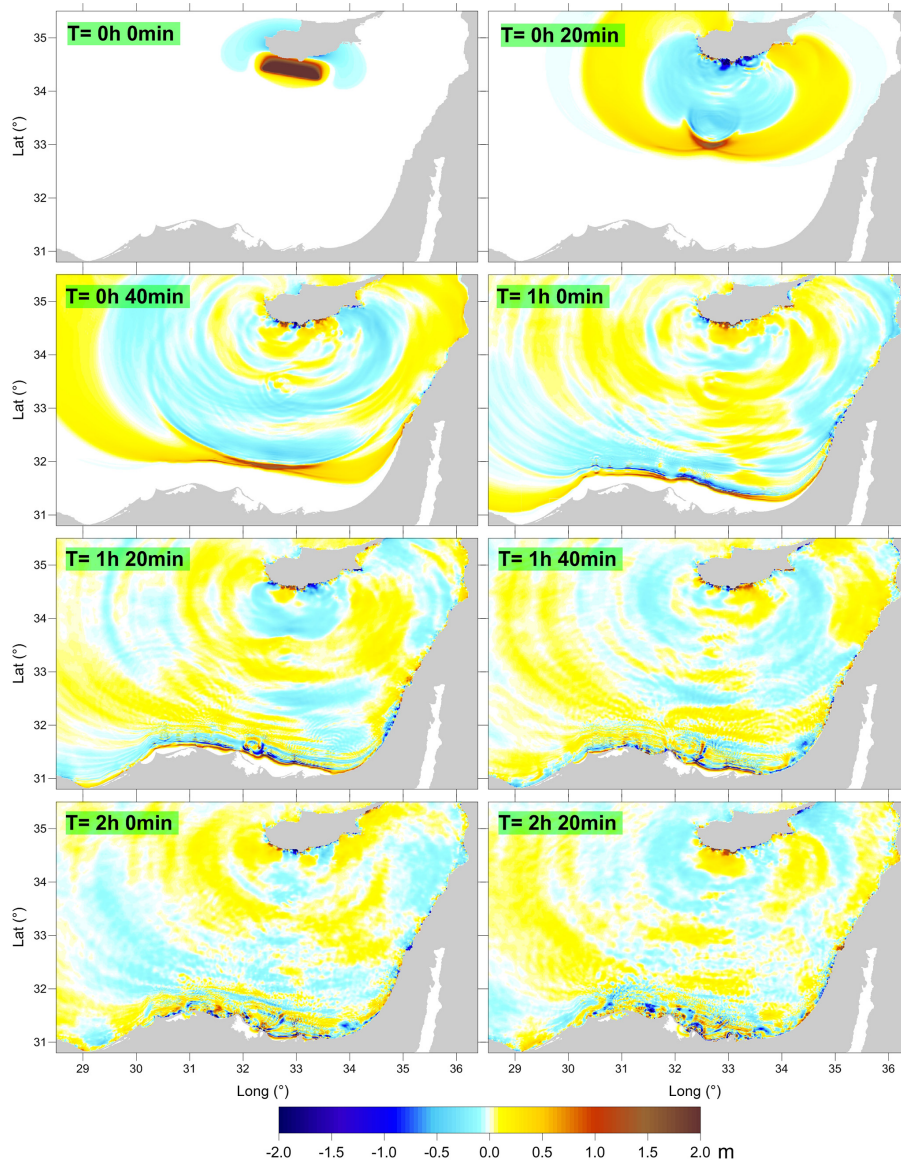 T= 0h 0min
T= 0h 20min
35
34
33
32
31
Lat (°)
T= 0h 40min
T= 1h 0min
35
34
33
32
31
Lat (°)
T= 1h 20min
T= 1h 40min
35
34
33
32
31
Lat (°)
T= 2h 0min
T= 2h 20min
35
34
33
32
31
Lat (°)
29 30 31 32 33 34 35 36 29 30 31 32 33 34 35 36
Long (°) Long (°)
-2.0 -1.5 -1.0 -0.5 0.0 0.5 1.0 1.5 2.0 m